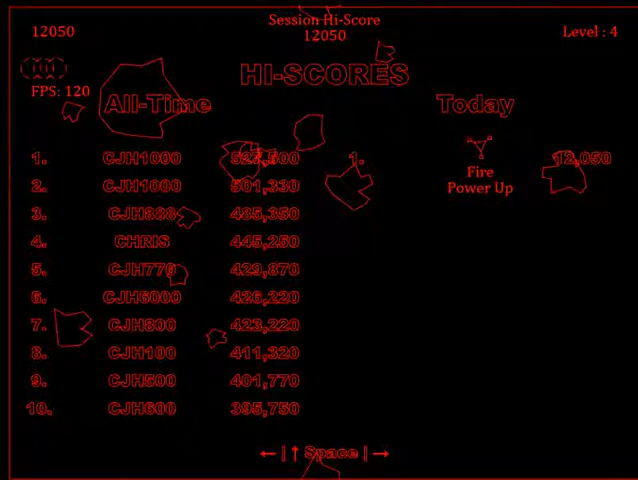 Session Hi-Score
12050
12050
Level : 4
HI-SCORES
FPS: 120
All-Time
Today
1. CJH1000 527,500
1. 12,050
2. CJH1000 501,330
Fire
Power Up
3. CJH888 485,350
4. CHRIS 445,250
5. CJH770 429,870
6. CJH6000 426,220
7. CJH800 423,220
8. CJH100 411,320
9. CJH500 401,770
10. CJH600 395,750
← | ↑ Space | →